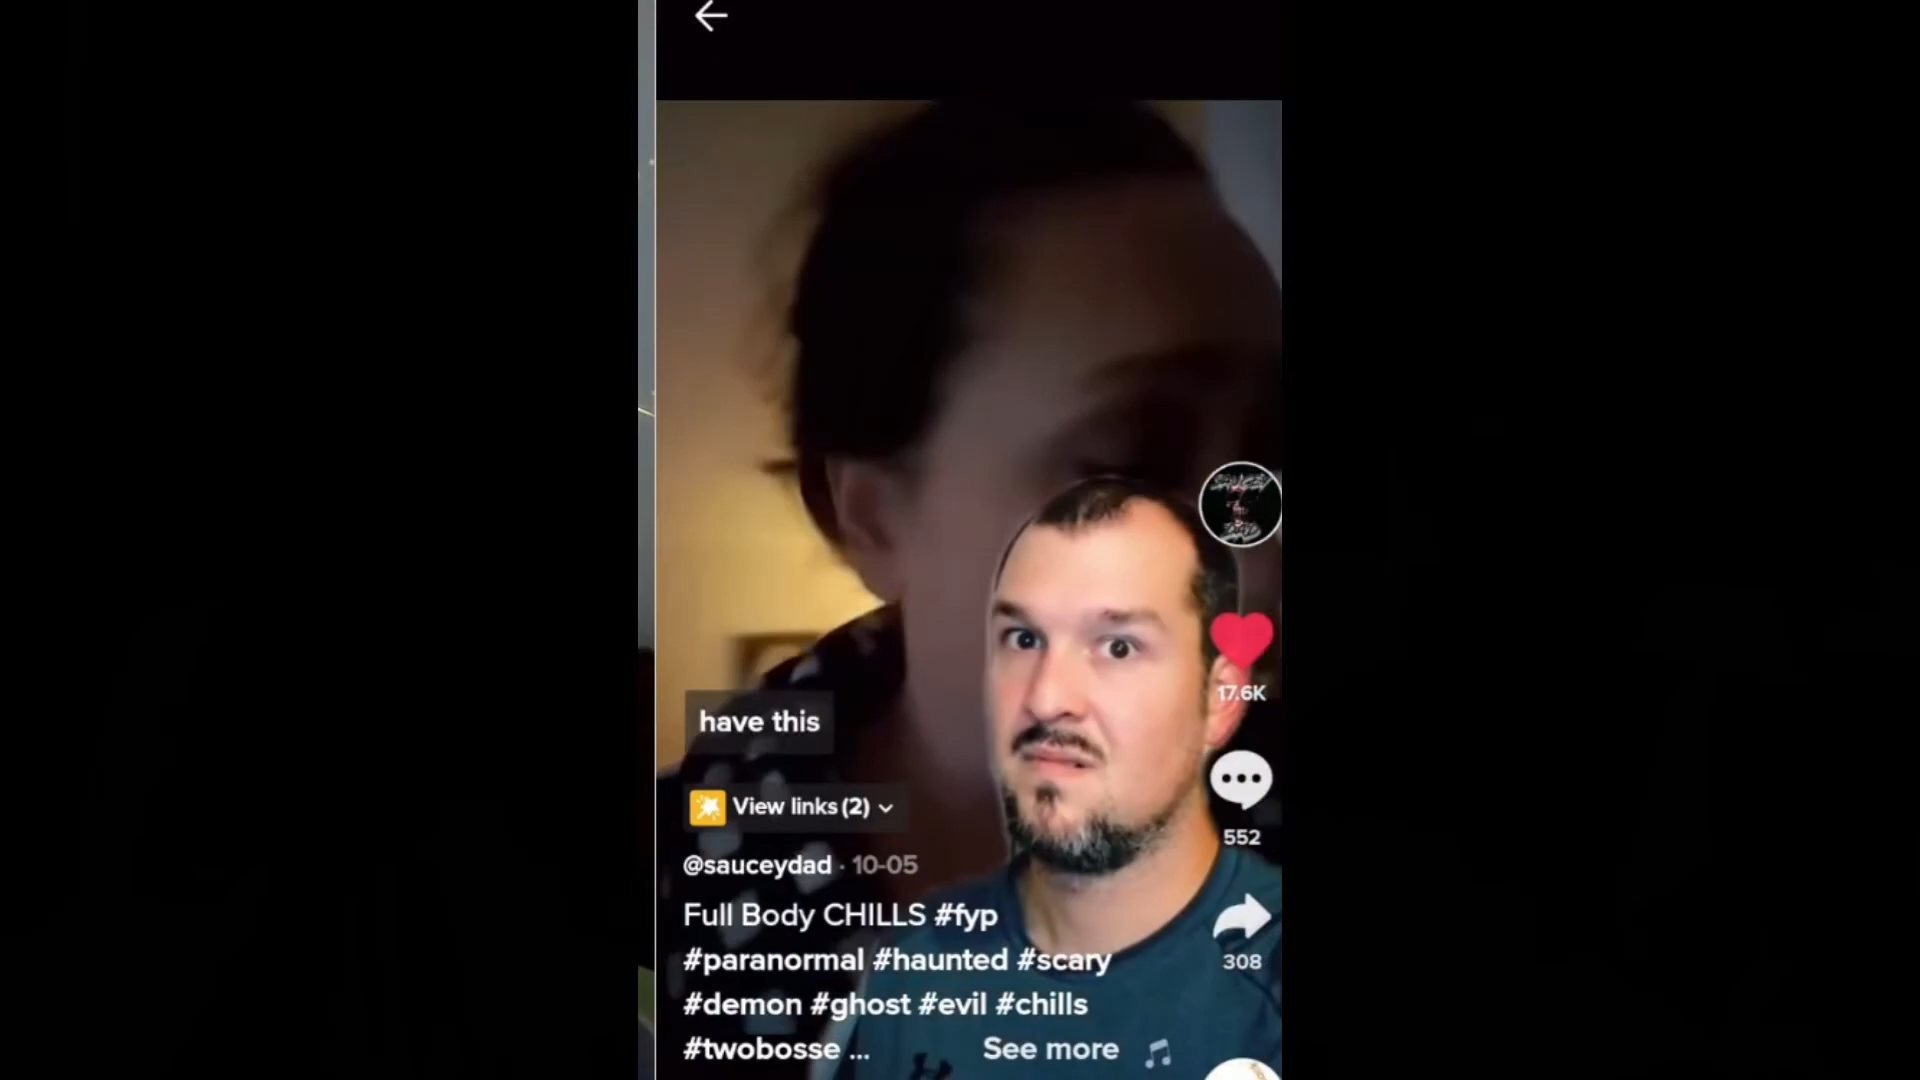 have this
View links (2)
@sauceydad · 10-05
Full Body CHILLS #fyp
#paranormal #haunted #scary
#demon #ghost #evil #chills
#twobosse ... See more
17.6K
552
308